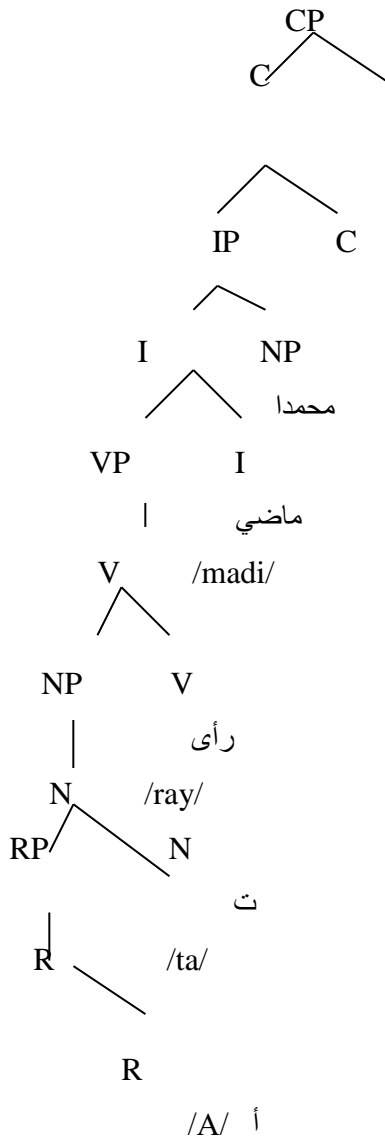 CP
C
IP C
I NP
محمدا
VP I
ماضي
V /madi/
NP V
رأى
N /ray/
RP N
ت
R /ta/
R
/A/ أ